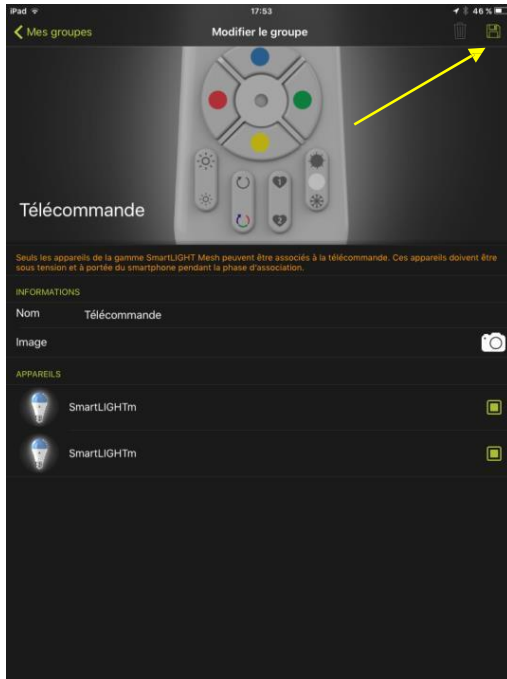 iPad 17:53 46 %
Mes groupes Modifier le groupe
1
2
Télécommande
Seuls les appareils de la gamme SmartLIGHT Mesh peuvent être associés à la télécommande. Ces appareils doivent être
sous tension et à portée du smartphone pendant la phase d'association.
INFORMATIONS
Nom Télécommande
Image
APPAREILS
SmartLIGHTm
SmartLIGHTm